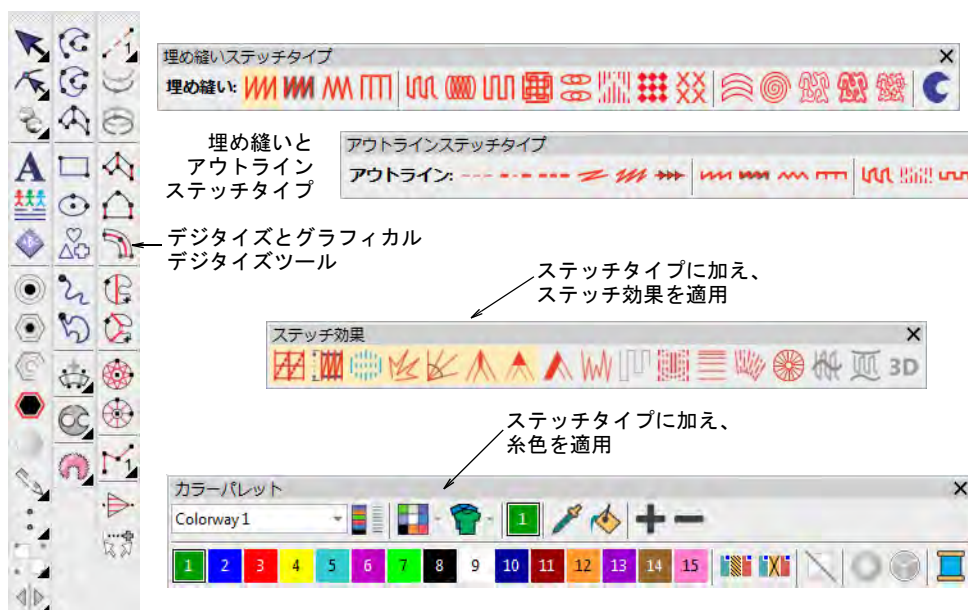 埋め縫いステッチタイプ
埋め縫い:
埋め縫いと
アウトライン
ステッチタイプ
アウトラインステッチタイプ
アウトライン:
デジタイズとグラフィカル
デジタイズツール
ステッチタイプに加え、
ステッチ効果を適用
ステッチ効果
3D
ステッチタイプに加え、
糸色を適用
カラーパレット
Colorway 1
1
1 2 3 4 5 6 7 8 9 10 11 12 13 14 15
A
ABC
1
1